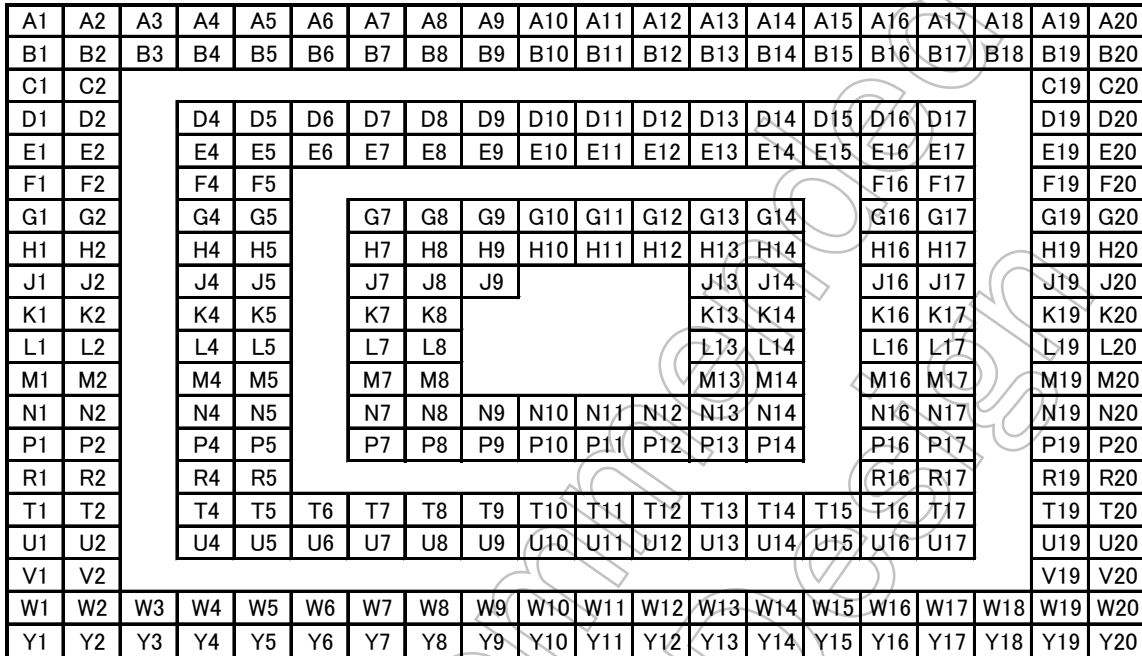 A1 A2 A3 A4 A5 A6 A7 A8 A9 A10 A11 A12 A13 A14 A15 A16 A17 A18 A19 A20
B1 B2 B3 B4 B5 B6 B7 B8 B9 B10 B11 B12 B13 B14 B15 B16 B17 B18 B19 B20
C1 C2 C19 C20
D1 D2 D4 D5 D6 D7 D8 D9 D10 D11 D12 D13 D14 D15 D16 D17 D19 D20
E1 E2 E4 E5 E6 E7 E8 E9 E10 E11 E12 E13 E14 E15 E16 E17 E19 E20
F1 F2 F4 F5 F16 F17 F19 F20
G1 G2 G4 G5 G7 G8 G9 G10 G11 G12 G13 G14 G16 G17 G19 G20
H1 H2 H4 H5 H7 H8 H9 H10 H11 H12 H13 H14 H16 H17 H19 H20
J1 J2 J4 J5 J7 J8 J9 J13 J14 J16 J17 J19 J20
K1 K2 K4 K5 K7 K8 K13 K14 K16 K17 K19 K20
L1 L2 L4 L5 L7 L8 L13 L14 L16 L17 L19 L20
M1 M2 M4 M5 M7 M8 M13 M14 M16 M17 M19 M20
N1 N2 N4 N5 N7 N8 N9 N10 N11 N12 N13 N14 N16 N17 N19 N20
P1 P2 P4 P5 P7 P8 P9 P10 P11 P12 P13 P14 P16 P17 P19 P20
R1 R2 R4 R5 R16 R17 R19 R20
T1 T2 T4 T5 T6 T7 T8 T9 T10 T11 T12 T13 T14 T15 T16 T17 T19 T20
U1 U2 U4 U5 U6 U7 U8 U9 U10 U11 U12 U13 U14 U15 U16 U17 U19 U20
V1 V2 V19 V20
W1 W2 W3 W4 W5 W6 W7 W8 W9 W10 W11 W12 W13 W14 W15 W16 W17 W18 W19 W20
Y1 Y2 Y3 Y4 Y5 Y6 Y7 Y8 Y9 Y10 Y11 Y12 Y13 Y14 Y15 Y16 Y17 Y18 Y19 Y20